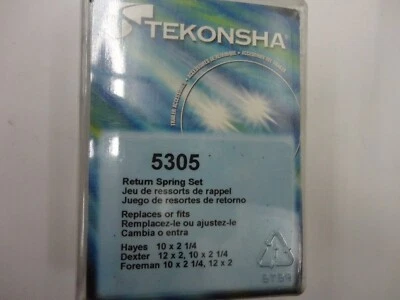 TEKONSHA
5305
Return Spring Set
Jeu de ressorts de rappel
Juego de resortes de retorno
Replaces or fits
Remplacez-le ou ajustez-le
Cambia o entra
Hayes 10 x 2 1/4
Dexter 12 x 2, 10 x 2 1/4
Foreman 10 x 2 1/4, 12 x 2